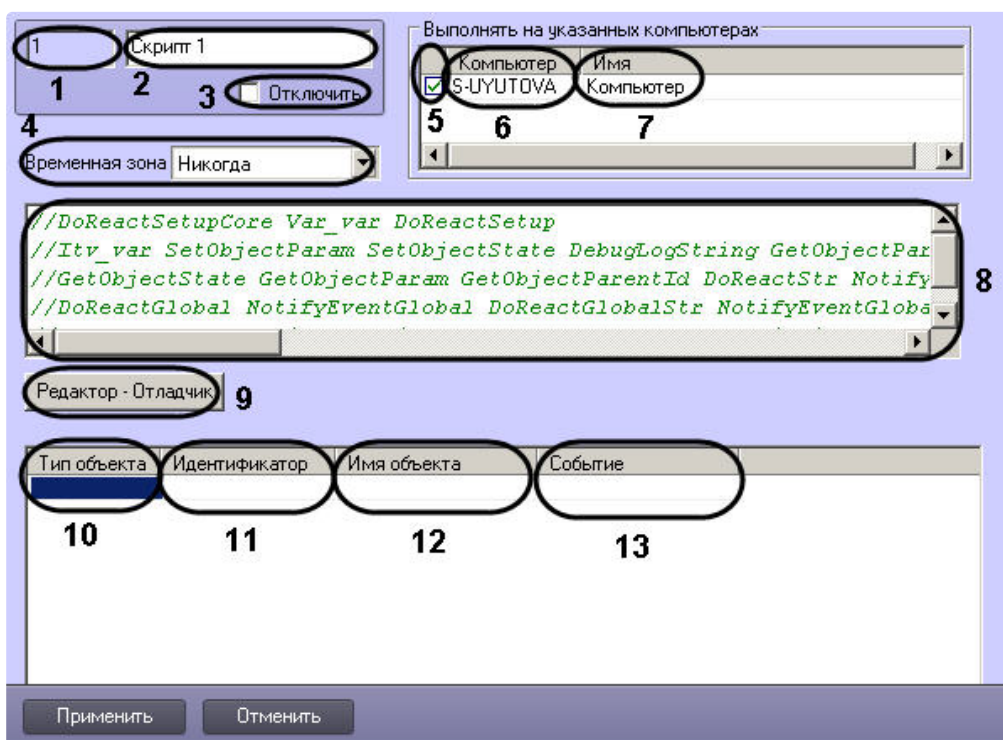 1 Скрипт 1
1 2 3 Отключить
4
Временная зона Никогда
Выполнять на указанных компьютерах
Компьютер Имя
S-UYUTOVA Компьютер
5 6 7
//DoReactSetupCore Var_var DoReactSetup
//Itv_var SetObjectParam SetObjectState DebugLogString GetObjectPar
//GetObjectState GetObjectParam GetObjectParentId DoReactStr Notify_
//DoReactGlobal NotifyEventGlobal DoReactGlobalStr NotifyEventGloba
8
Редактор - Отладчик 9
Тип объекта Идентификатор Имя объекта Событие
10 11 12 13
Применить Отменить